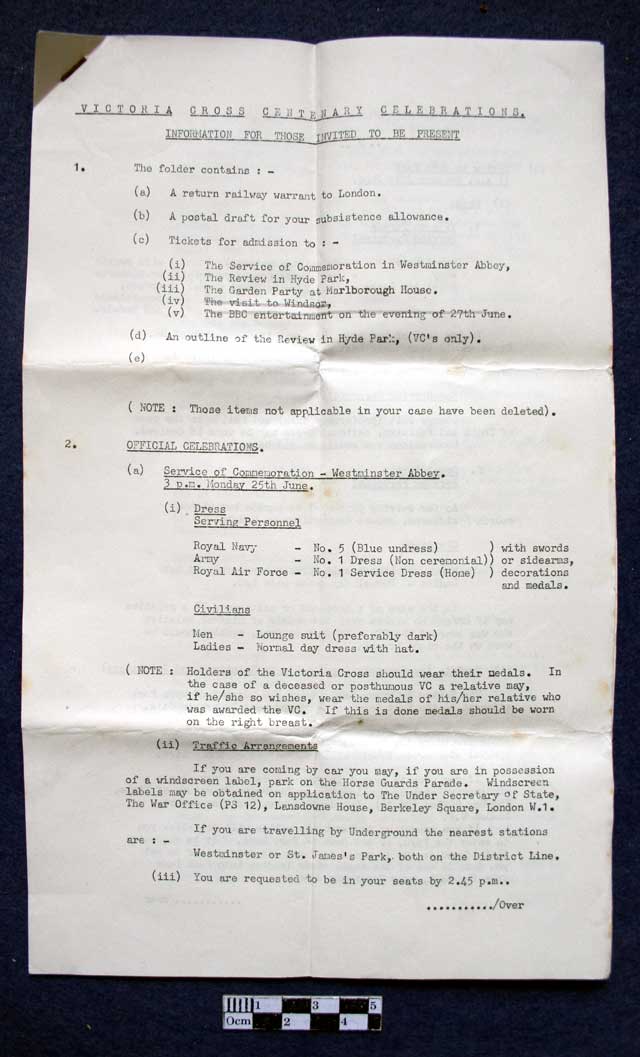 VICTORIA CROSS CENTENARY CELEBRATIONS.
INFORMATION FOR THOSE INVITED TO BE PRESENT
1. The folder contains : -
(a) A return railway warrant to London.
(b) A postal draft for your subsistence allowance.
(c) Tickets for admission to : -
(i) The Service of Commemoration in Westminster Abbey,
(ii) The Review in Hyde Park,
(iii) The Garden Party at Marlborough House.
(iv) The visit to Windsor,
(v) The BBC entertainment on the evening of 27th June.
(d) An outline of the Review in Hyde Park, (VC's only).
(e)
( NOTE : Those items not applicable in your case have been deleted).
2. OFFICIAL CELEBRATIONS.
(a) Service of Commemoration - Westminster Abbey.
3 p.m. Monday 25th June.
(i) Dress
Serving Personnel
Royal Navy - No. 5 (Blue undress) ) with swords
Army - No. 1 Dress (Non ceremonial)) or sidearms,
Royal Air Force - No. 1 Service Dress (Home) ) decorations
and medals.
Civilians
Men - Lounge suit (preferably dark)
Ladies - Normal day dress with hat.
( NOTE : Holders of the Victoria Cross should wear their medals. In
the case of a deceased or posthumous VC a relative may,
if he/she so wishes, wear the medals of his/her relative who
was awarded the VC. If this is done medals should be worn
on the right breast.
(ii) Traffic Arrangements
If you are coming by car you may, if you are in possession
of a windscreen label, park on the Horse Guards Parade. Windscreen
labels may be obtained on application to The Under Secretary of State,
The War Office (PS 12), Lansdowne House, Berkeley Square, London W.1.
If you are travelling by Underground the nearest stations
are : -
Westminster or St. James's Park, both on the District Line.
(iii) You are requested to be in your seats by 2.45 p.m..
.........../Over
1 3 5
0cm 2 4